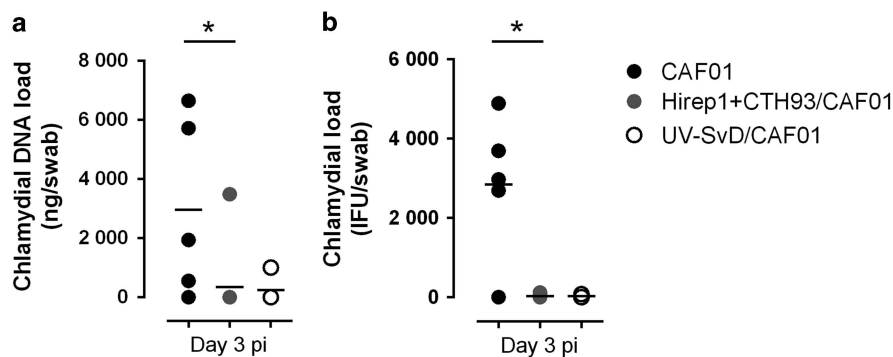 a
*
Chlamydial DNA load
(ng/swab)
8 000
6 000
4 000
2 000
0
Day 3 pi
b
*
Chlamydial load
(IFU/swab)
6 000
4 000
2 000
0
Day 3 pi
CAF01
Hirep1+CTH93/CAF01
UV-SvD/CAF01